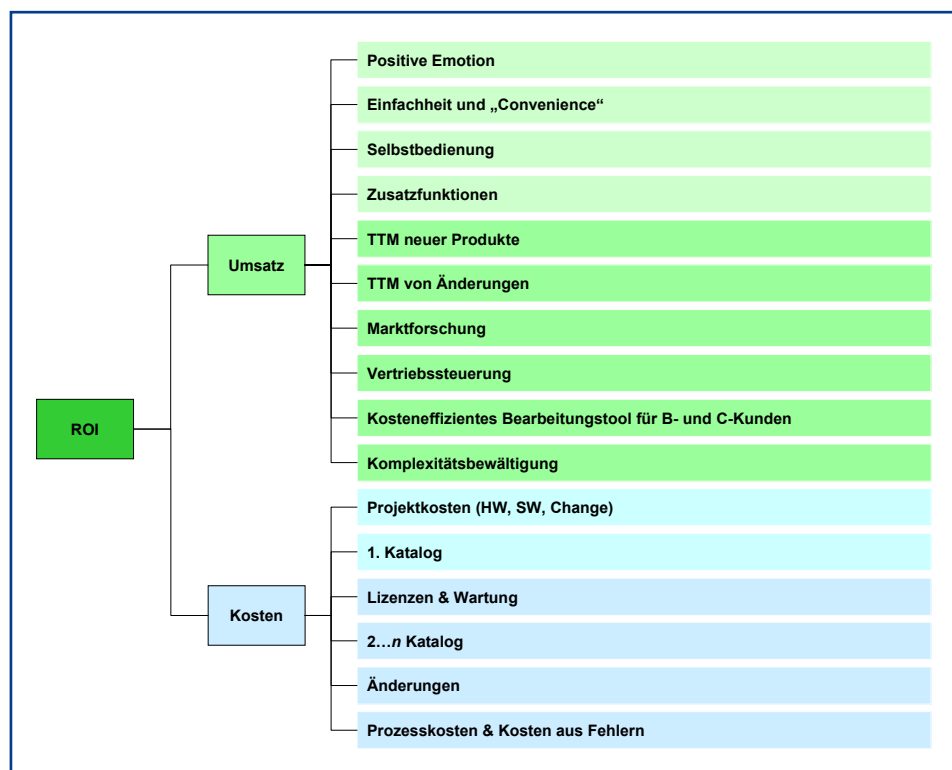 Positive Emotion
Einfachheit und „Convenience“
Selbstbedienung
Zusatzfunktionen
TTM neuer Produkte
Umsatz
TTM von Änderungen
Marktforschung
Vertriebssteuerung
Kosteneffizientes Bearbeitungstool für B- und C-Kunden
ROI
Komplexitätsbewältigung
Projektkosten (HW, SW, Change)
1. Katalog
Lizenzen & Wartung
Kosten
2…n Katalog
Änderungen
Prozesskosten & Kosten aus Fehlern